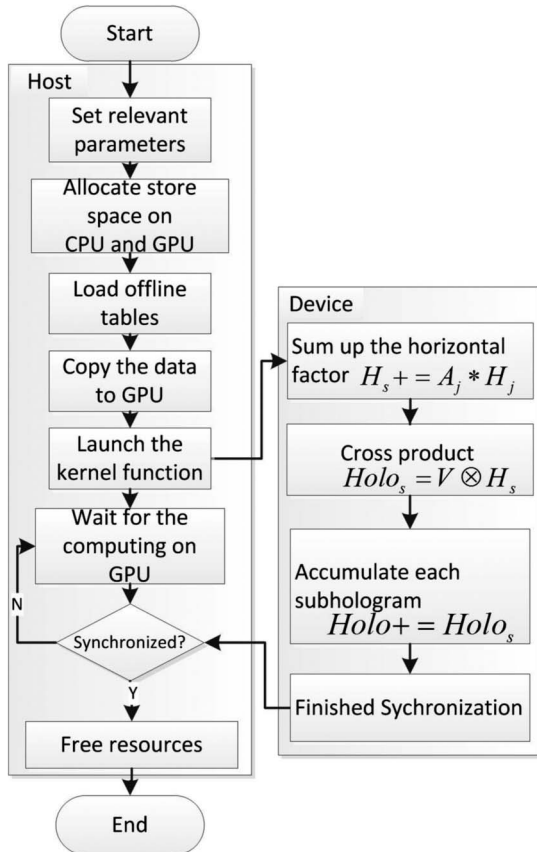 Start
Host
Set relevant
parameters
Allocate store
space on
CPU and GPU
Load offline
tables
Copy the data
to GPU
Launch the
kernel function
Wait for the
computing on
GPU
N
Synchronized?
Y
Free resources
End
Device
Sum up the horizontal
factor H_s + = A_j * H_j
Cross product
Holo_s = V ⊗ H_s
Accumulate each
subhologram
Holo + = Holo_s
Finished Sychronization